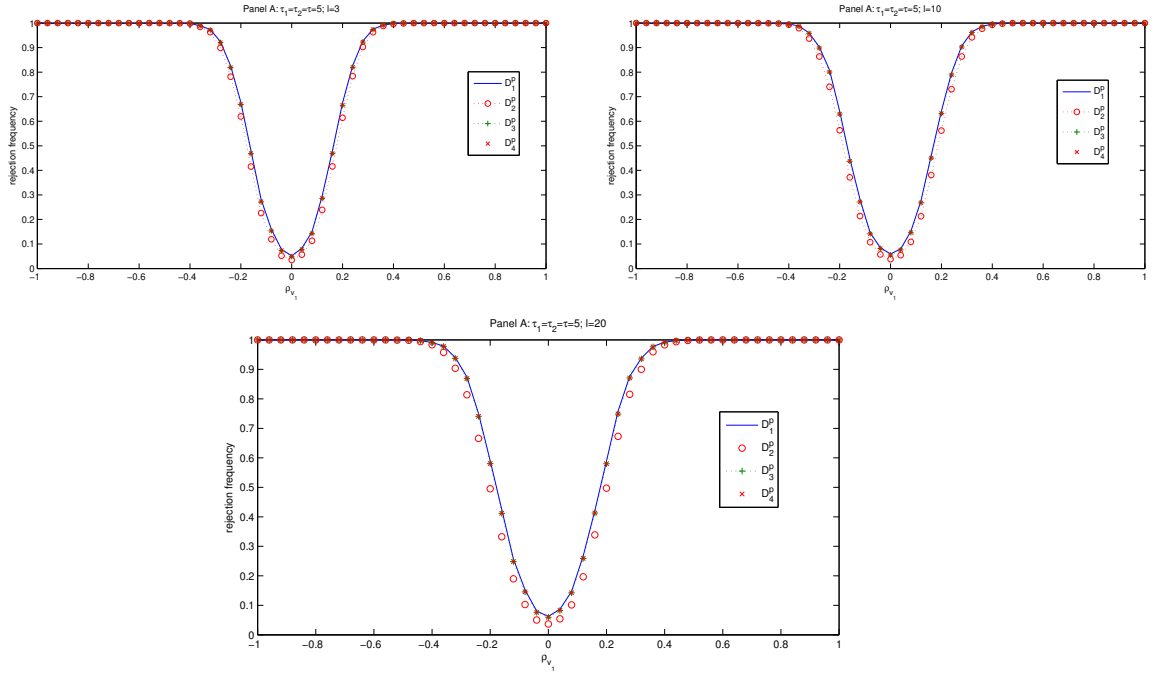 Panel A: τ₁=τ₂=τ=5; l=3
rejection frequency
1
0.9
0.8
0.7
0.6
0.5
0.4
0.3
0.2
0.1
0
−1 −0.8 −0.6 −0.4 −0.2 0 0.2 0.4 0.6 0.8 1
ρᵥ₁
D₁ᵖ
D₂ᵖ
D₃ᵖ
D₄ᵖ
Panel A: τ₁=τ₂=τ=5; l=10
rejection frequency
1
0.9
0.8
0.7
0.6
0.5
0.4
0.3
0.2
0.1
0
−1 −0.8 −0.6 −0.4 −0.2 0 0.2 0.4 0.6 0.8 1
ρᵥ₁
D₁ᵖ
D₂ᵖ
D₃ᵖ
D₄ᵖ
Panel A: τ₁=τ₂=τ=5; l=20
rejection frequency
1
0.9
0.8
0.7
0.6
0.5
0.4
0.3
0.2
0.1
0
−1 −0.8 −0.6 −0.4 −0.2 0 0.2 0.4 0.6 0.8 1
ρᵥ₁
D₁ᵖ
D₂ᵖ
D₃ᵖ
D₄ᵖ